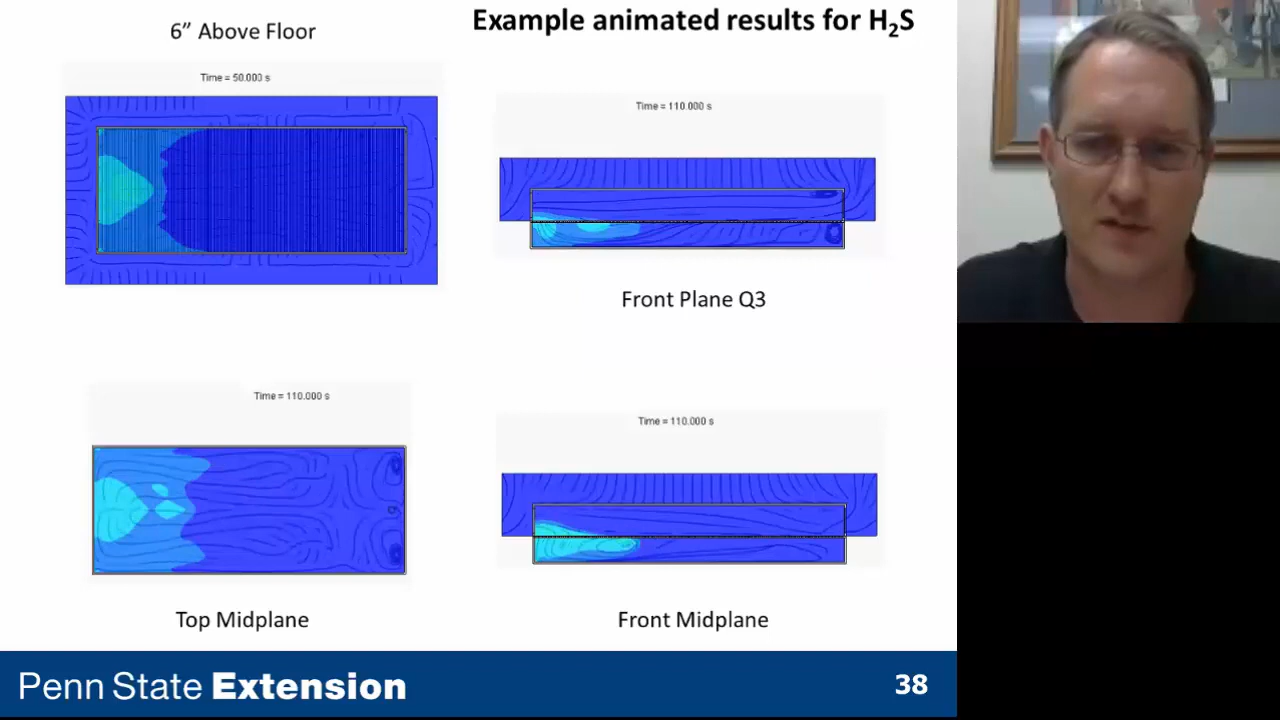 6” Above Floor
Example animated results for H₂S
Time = 50.000 s
Time = 110.000 s
Front Plane Q3
Time = 110.000 s
Time = 110.000 s
Top Midplane
Front Midplane
Penn State Extension
38